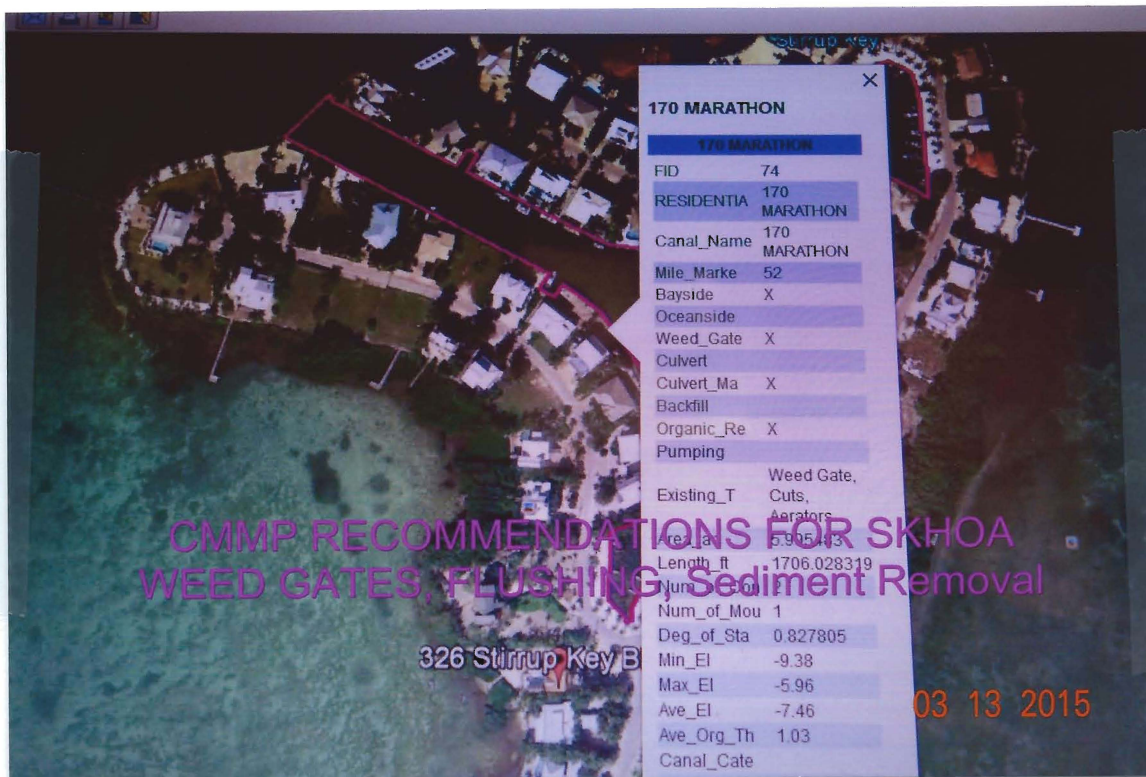 Stirrup Key
170 MARATHON
170 MARATHON
FID 74
RESIDENTIA 170 MARATHON
Canal_Name 170 MARATHON
Mile_Marke 52
Bayside X
Oceanside
Weed_Gate X
Culvert
Culvert_Ma X
Backfill
Organic_Re X
Pumping
Existing_T Weed Gate,
Cuts,
Aerators
CMMP RECOMMENDATIONS FOR SKHOA
Length_ft 1706.028319
WEED GATES, FLUSHING, Sediment Removal
Num_of_Mou 1
Deg_of_Sta 0.827805
326 Stirrup Key B
Min_El -9.38
Max_El -5.96
03 13 2015
Ave_El -7.46
Ave_Org_Th 1.03
Canal_Cate